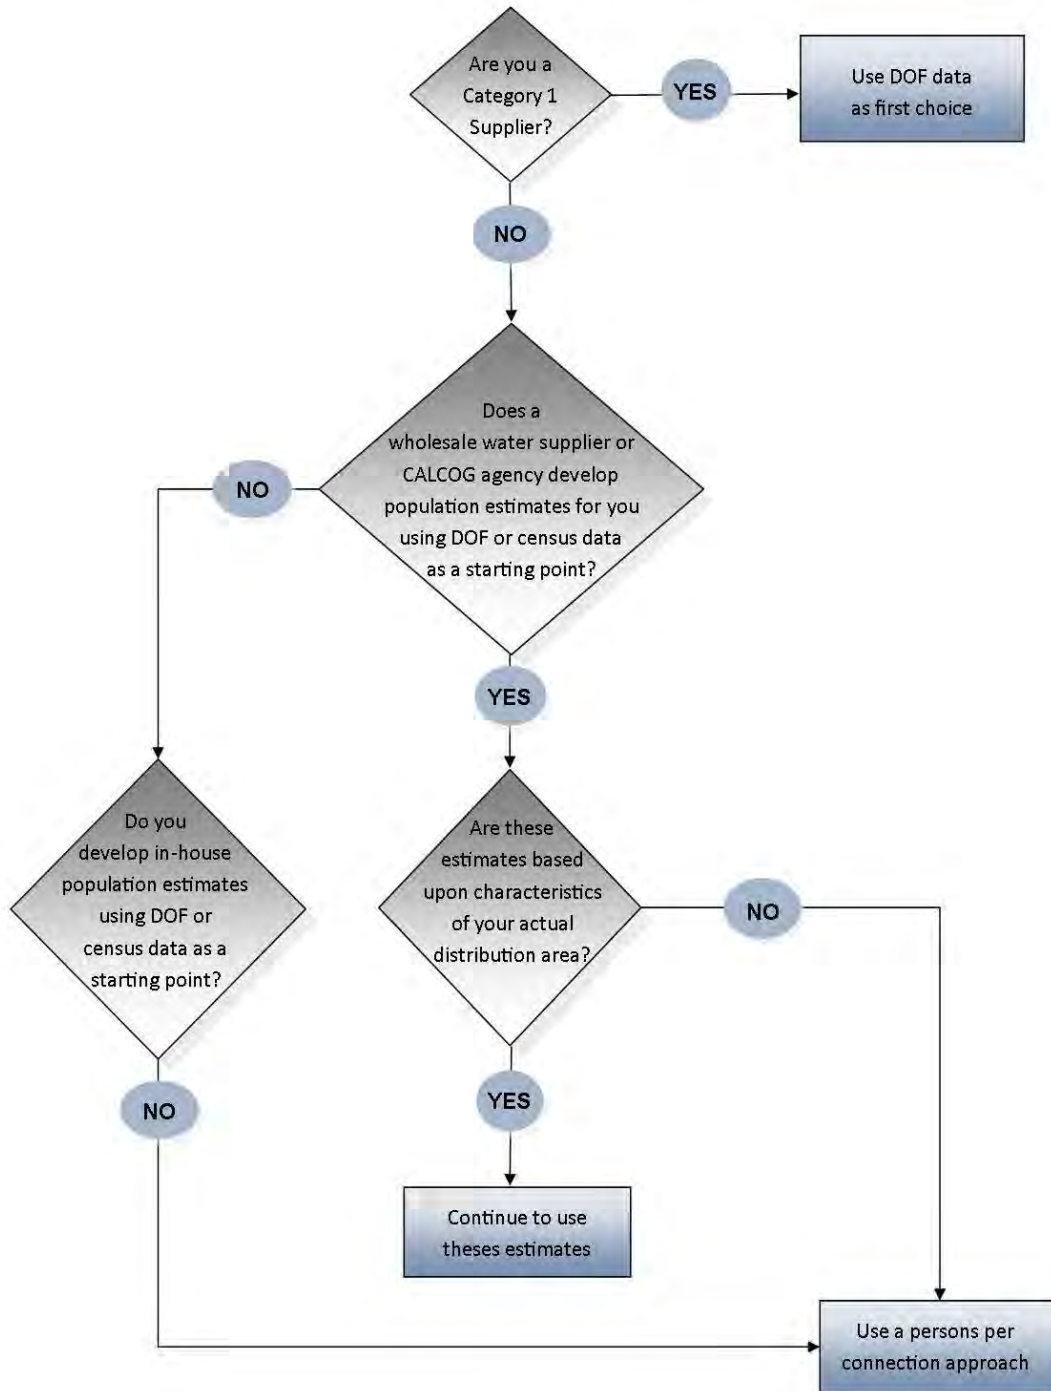 Are you a
Category 1
Supplier?
YES
Use DOF data
as first choice
NO
Does a
wholesale water supplier or
CALCOG agency develop
population estimates for you
using DOF or census data
as a starting point?
NO
YES
Do you
develop in-house
population estimates
using DOF or
census data as a
starting point?
Are these
estimates based
upon characteristics
of your actual
distribution area?
NO
NO
YES
Continue to use
theses estimates
Use a persons per
connection approach